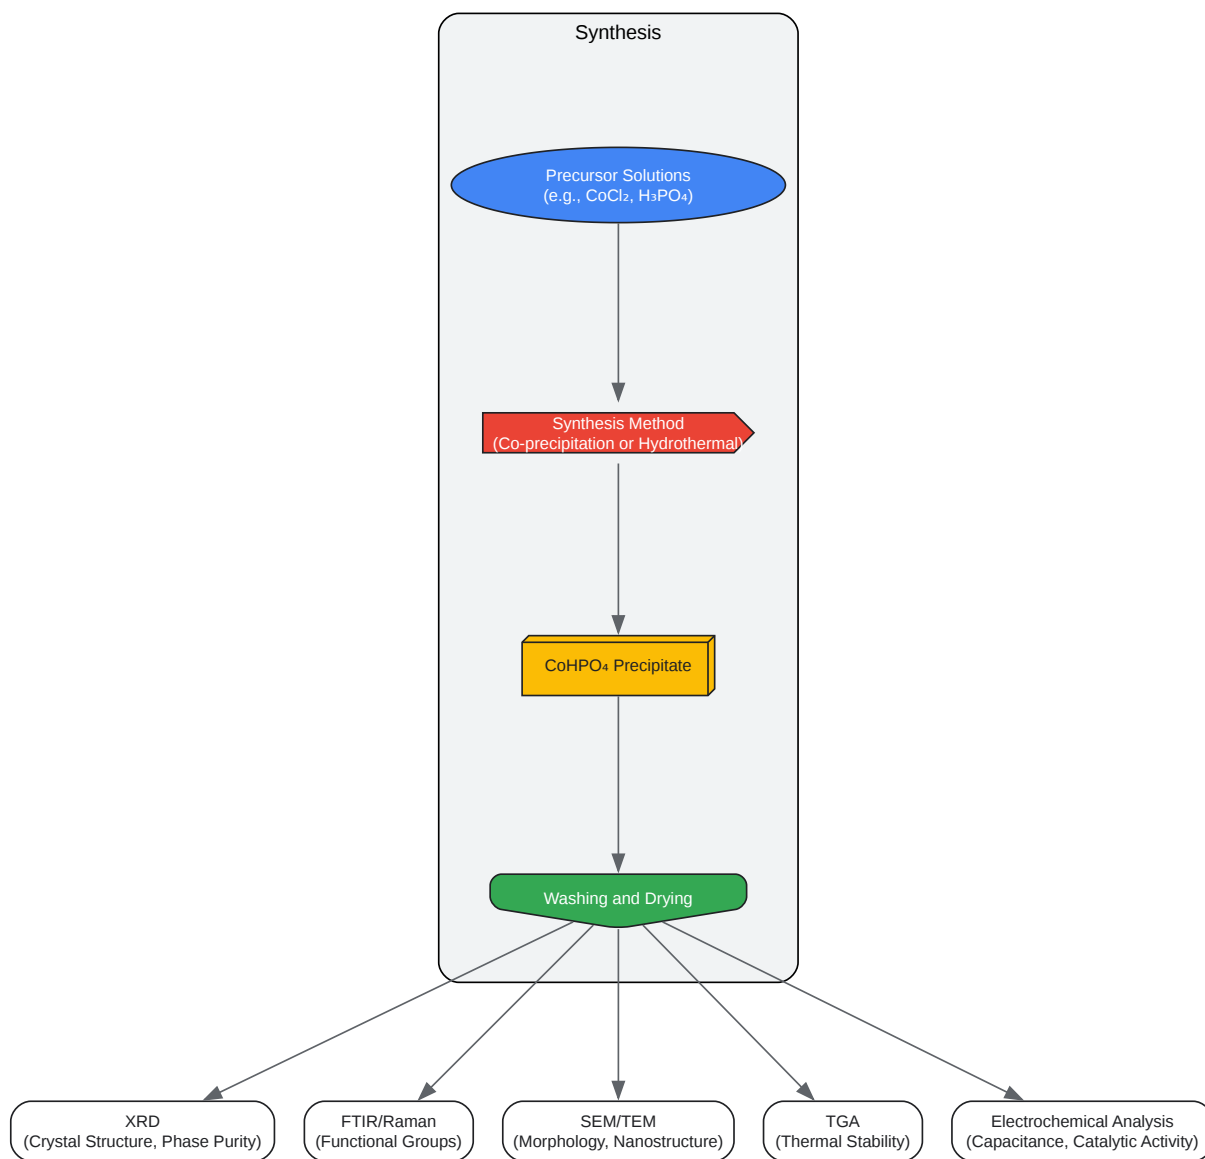 Synthesis
Precursor Solutions
(e.g., CoCl₂, H₃PO₄)
Synthesis Method
(Co-precipitation or Hydrothermal)
CoHPO₄ Precipitate
Washing and Drying
XRD
(Crystal Structure, Phase Purity)
FTIR/Raman
(Functional Groups)
SEM/TEM
(Morphology, Nanostructure)
TGA
(Thermal Stability)
Electrochemical Analysis
(Capacitance, Catalytic Activity)